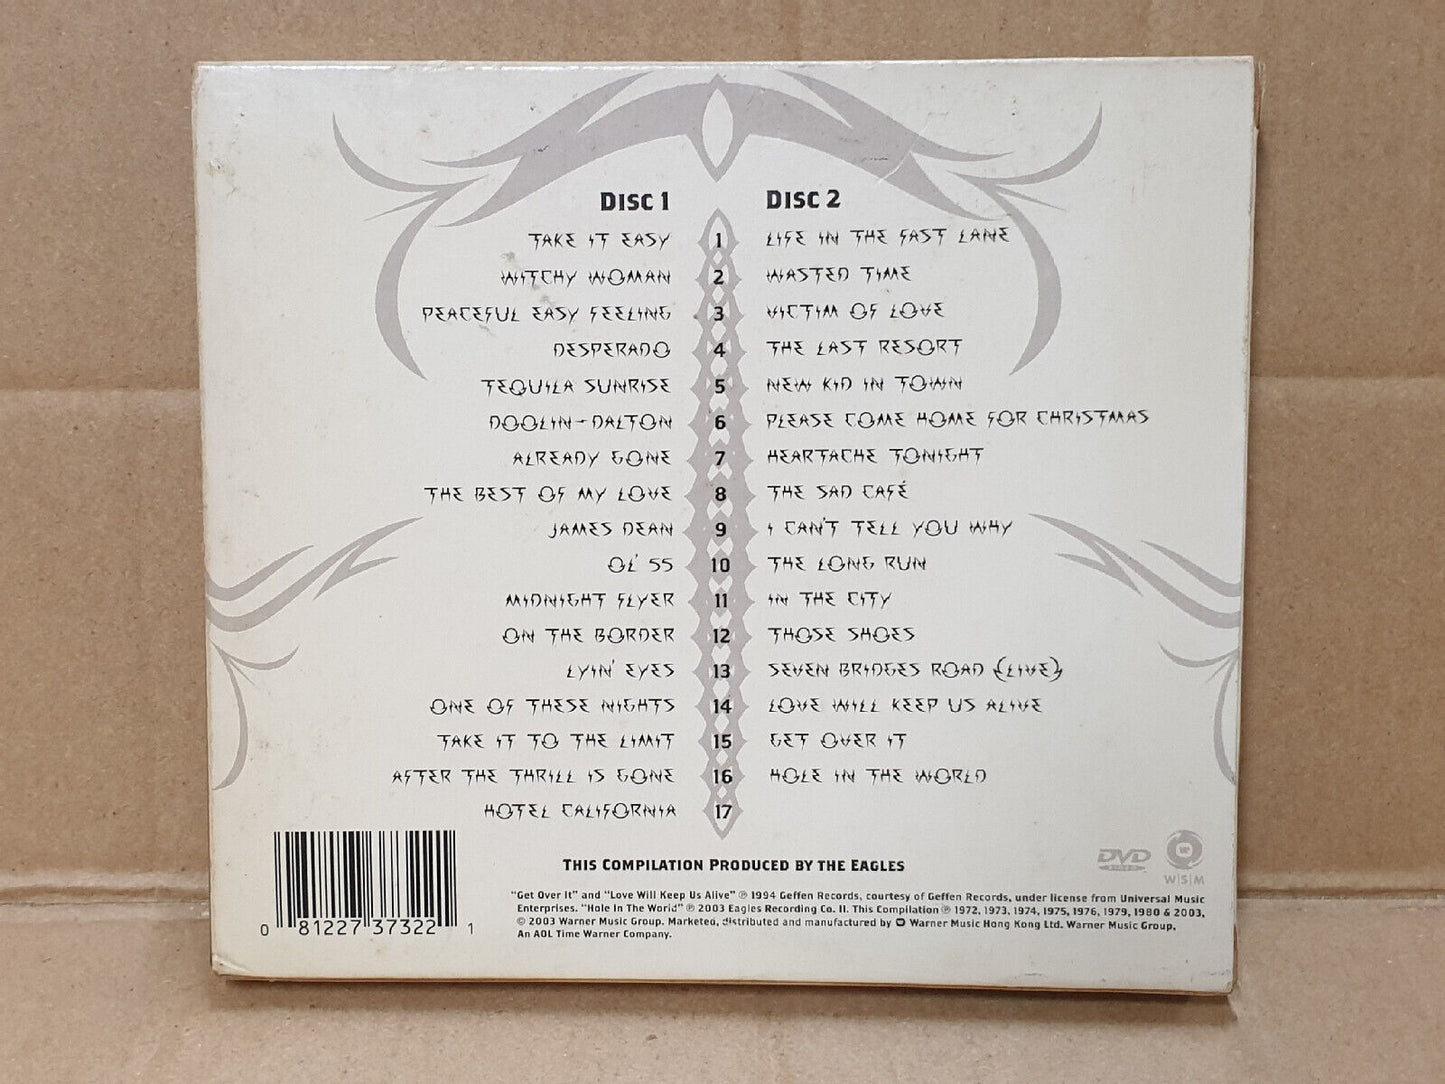 DISC 1
TAKE IT EASY 1
WITCHY WOMAN 2
PEACEFUL EASY FEELING 3
DESPERADO 4
TEQUILA SUNRISE 5
DOOLIN-DALTON 6
ALREADY GONE 7
THE BEST OF MY LOVE 8
JAMES DEAN 9
OL' 55 10
MIDNIGHT FLYER 11
ON THE BORDER 12
LYIN' EYES 13
ONE OF THESE NIGHTS 14
TAKE IT TO THE LIMIT 15
AFTER THE THRILL IS GONE 16
HOTEL CALIFORNIA 17
DISC 2
LIFE IN THE FAST LANE
WASTED TIME
VICTIM OF LOVE
THE LAST RESORT
NEW KID IN TOWN
PLEASE COME HOME FOR CHRISTMAS
HEARTACHE TONIGHT
THE SAD CAFÉ
I CAN'T TELL YOU WHY
THE LONG RUN
IN THE CITY
THOSE SHOES
SEVEN BRIDGES ROAD (LIVE)
LOVE WILL KEEP US ALIVE
GET OVER IT
HOLE IN THE WORLD
THIS COMPILATION PRODUCED BY THE EAGLES
"Get Over It" and "Love Will Keep Us Alive" ℗ 1994 Geffen Records, courtesy of Geffen Records, under license from Universal Music
Enterprises. "Hole In The World" ℗ 2003 Eagles Recording Co. II. This Compilation ℗ 1972, 1973, 1974, 1975, 1976, 1979, 1980 & 2003,
© 2003 Warner Music Group. Marketed, distributed and manufactured by Warner Music Hong Kong Ltd. Warner Music Group,
An AOL Time Warner Company.
0 81227 37322 1
DVD
VIDEO
W|S|M